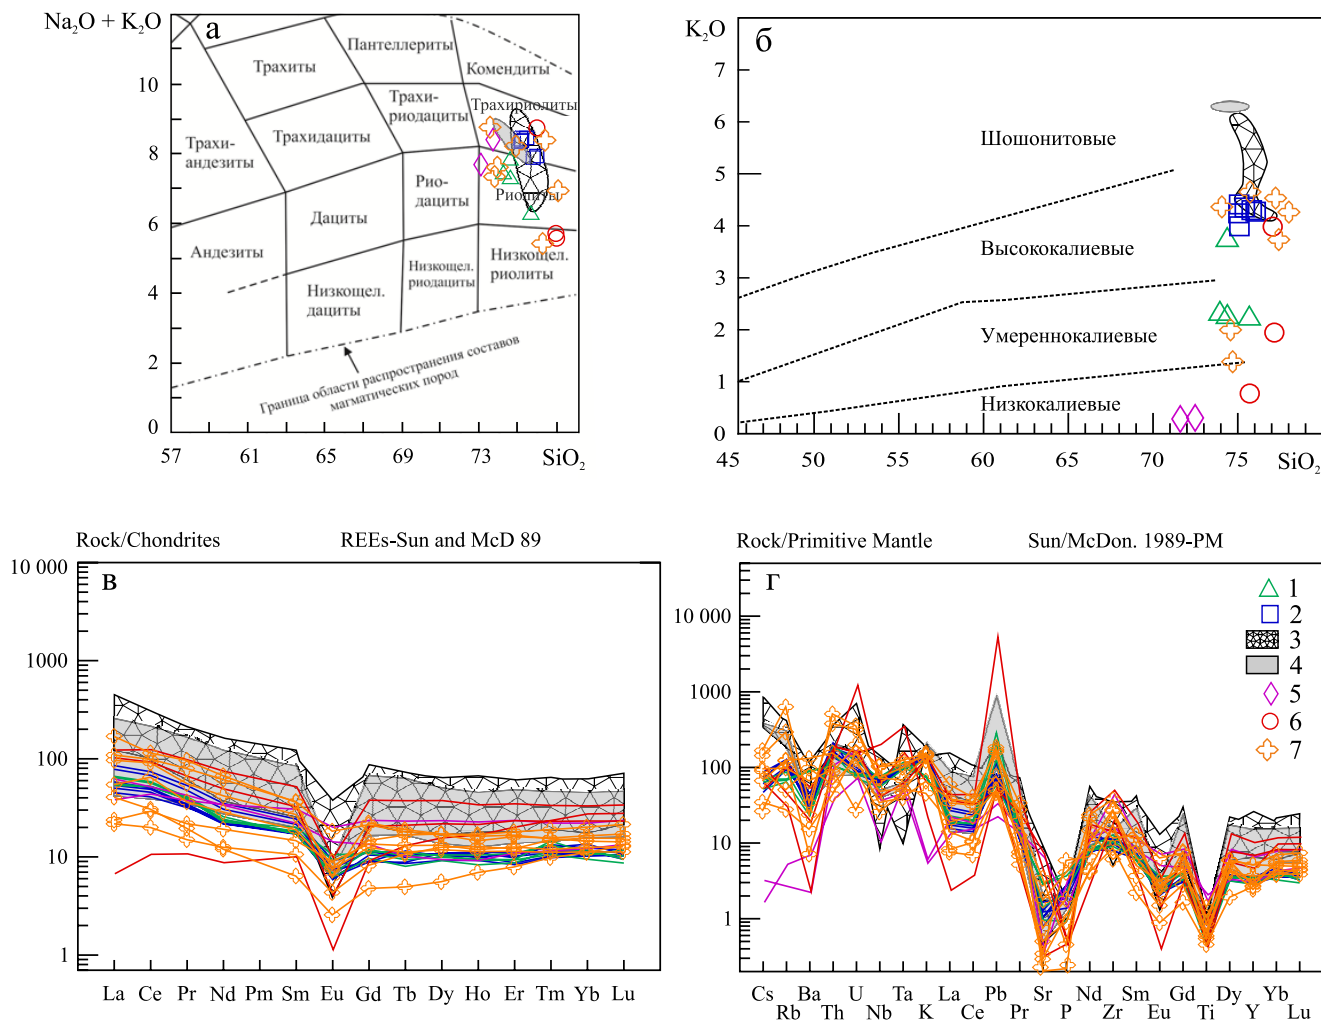 Na₂O + K₂O
а
Пантеллериты
Трахиты
Комендиты
Трахи-
риодациты
Трахириолиты
Трахидациты
Трахи-
андезиты
Рио-
дациты
Риолиты
Дациты
Андезиты
Низкощел.
риодациты
Низкощел.
риолиты
Низкощел.
дациты
Граница области распространения составов
магматических пород
10
8
6
4
2
0
57 61 65 69 73 SiO₂
K₂O
б
7
6
5
4
3
2
1
0
Шошонитовые
Высококалиевые
Умереннокалиевые
Низкокалиевые
45 50 55 60 65 70 75 SiO₂
Rock/Chondrites REEs-Sun and McD 89
в
10 000
1000
100
10
1
La Ce Pr Nd Pm Sm Eu Gd Tb Dy Ho Er Tm Yb Lu
Rock/Primitive Mantle Sun/McDon. 1989-PM
г
10 000
1000
100
10
1
1
2
3
4
5
6
7
Cs Ba U Ta La Pb Sr Nd Sm Gd Dy Yb
Rb Th Nb K Ce Pr P Zr Eu Ti Y Lu